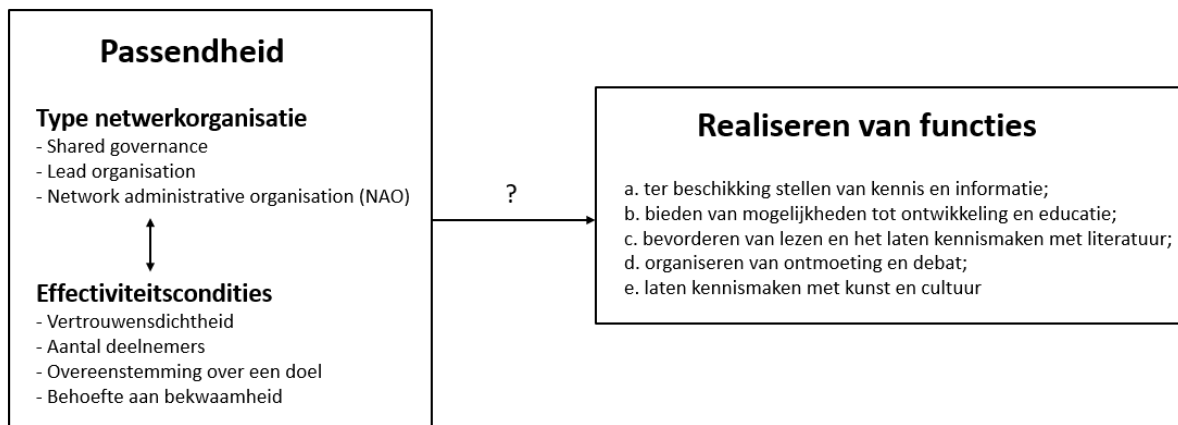 Passendheid
Type netwerkorganisatie
- Shared governance
- Lead organisation
- Network administrative organisation (NAO)
Effectiviteitscondities
- Vertrouwensdichtheid
- Aantal deelnemers
- Overeenstemming over een doel
- Behoefte aan bekwaamheid
?
Realiseren van functies
a. ter beschikking stellen van kennis en informatie;
b. bieden van mogelijkheden tot ontwikkeling en educatie;
c. bevorderen van lezen en het laten kennismaken met literatuur;
d. organiseren van ontmoeting en debat;
e. laten kennismaken met kunst en cultuur